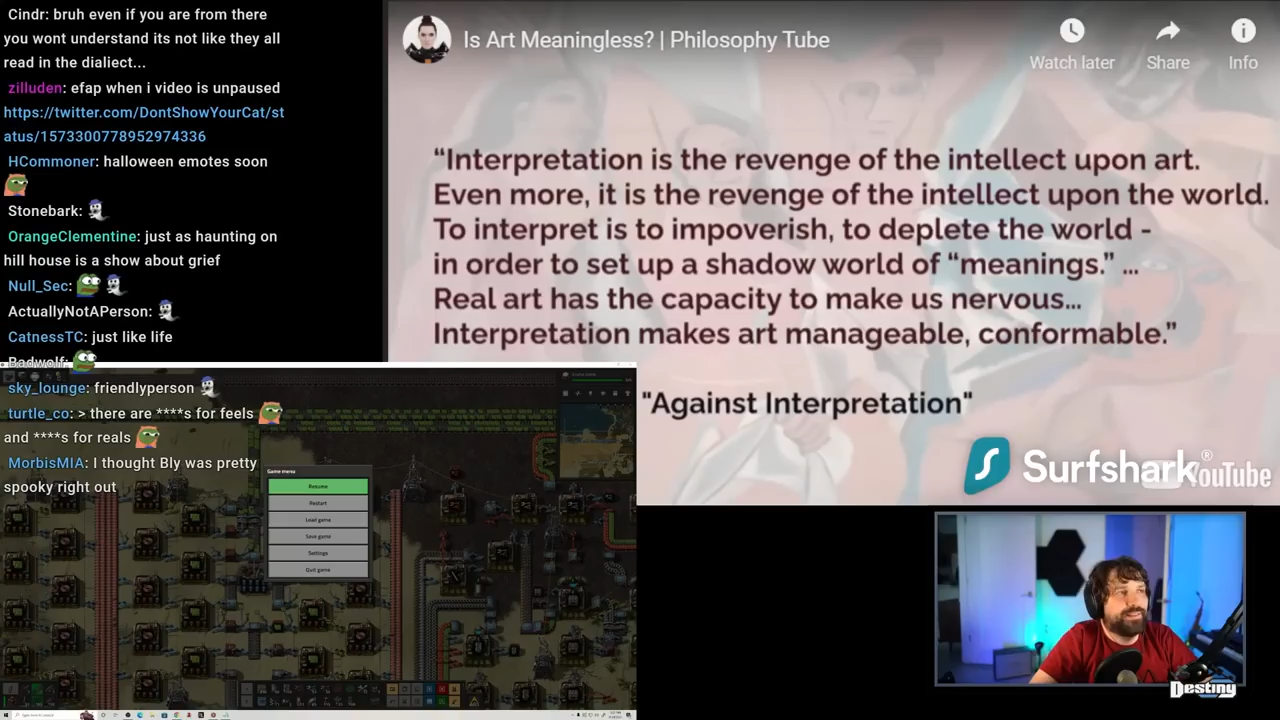 Cindr: bruh even if you are from there
you wont understand its not like they all
read in the dialiect...
zilluden: efap when i video is unpaused
https://twitter.com/DontShowYourCat/st
atus/1573300778952974336
HCommoner: halloween emotes soon
Stonebark:
OrangeClementine: just as haunting on
hill house is a show about grief
Null_Sec:
ActuallyNotAPerson:
CatnessTC: just like life
Badwolf:
sky_lounge: friendlyperson
turtle_co: > there are ****s for feels
and ****s for reals
MorbisMIA: I thought Bly was pretty
spooky right out
Is Art Meaningless? | Philosophy Tube
Watch later
Share
Info
“Interpretation is the revenge of the intellect upon art.
Even more, it is the revenge of the intellect upon the world.
To interpret is to impoverish, to deplete the world -
in order to set up a shadow world of “meanings.” ...
Real art has the capacity to make us nervous...
Interpretation makes art manageable, conformable.”
"Against Interpretation"
Surfshark®
YouTube
Game menu
Resume
Restart
Load game
Save game
Settings
Quit game
Destiny